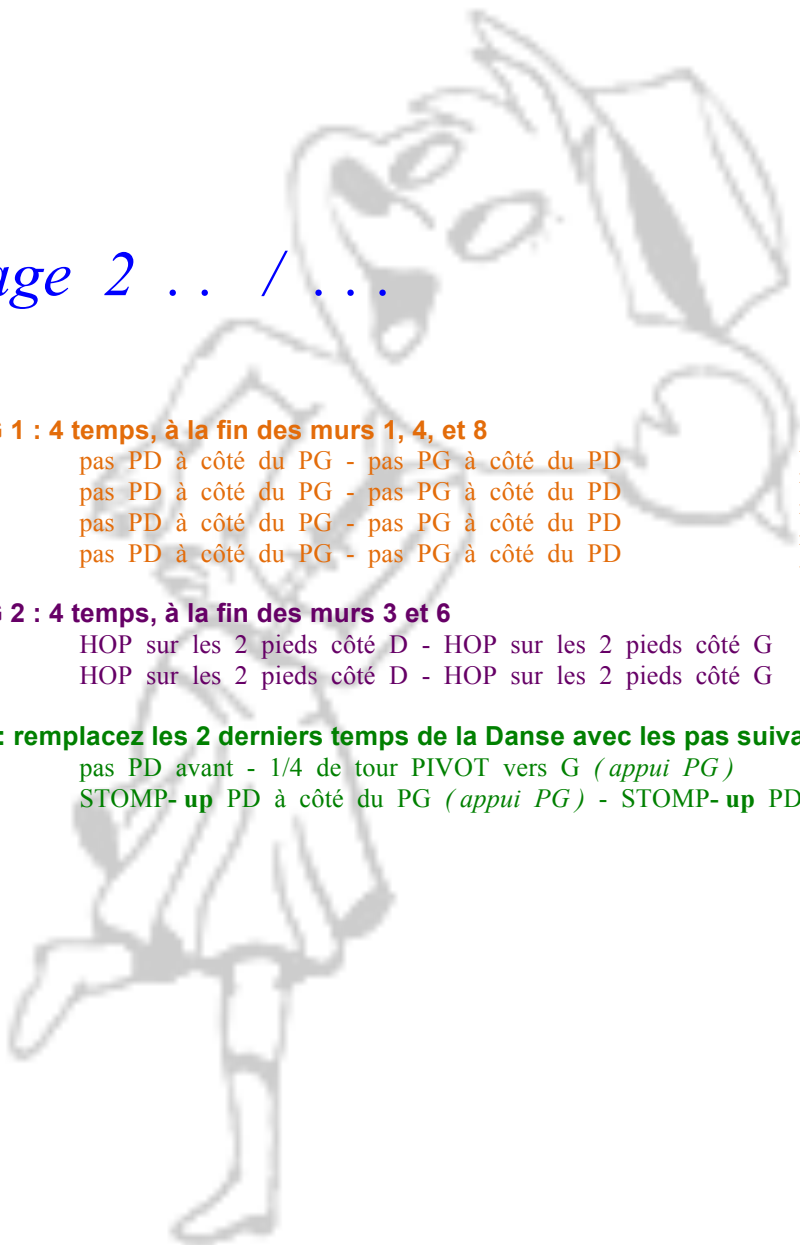 age 2 . . / . . .
G 1 : 4 temps, à la fin des murs 1, 4, et 8
pas PD à côté du PG - pas PG à côté du PD
pas PD à côté du PG - pas PG à côté du PD
pas PD à côté du PG - pas PG à côté du PD
pas PD à côté du PG - pas PG à côté du PD
G 2 : 4 temps, à la fin des murs 3 et 6
HOP sur les 2 pieds côté D - HOP sur les 2 pieds côté G
HOP sur les 2 pieds côté D - HOP sur les 2 pieds côté G
: remplacez les 2 derniers temps de la Danse avec les pas suiva
pas PD avant - 1/4 de tour PIVOT vers G ( appui PG )
STOMP- up PD à côté du PG ( appui PG ) - STOMP- up PD